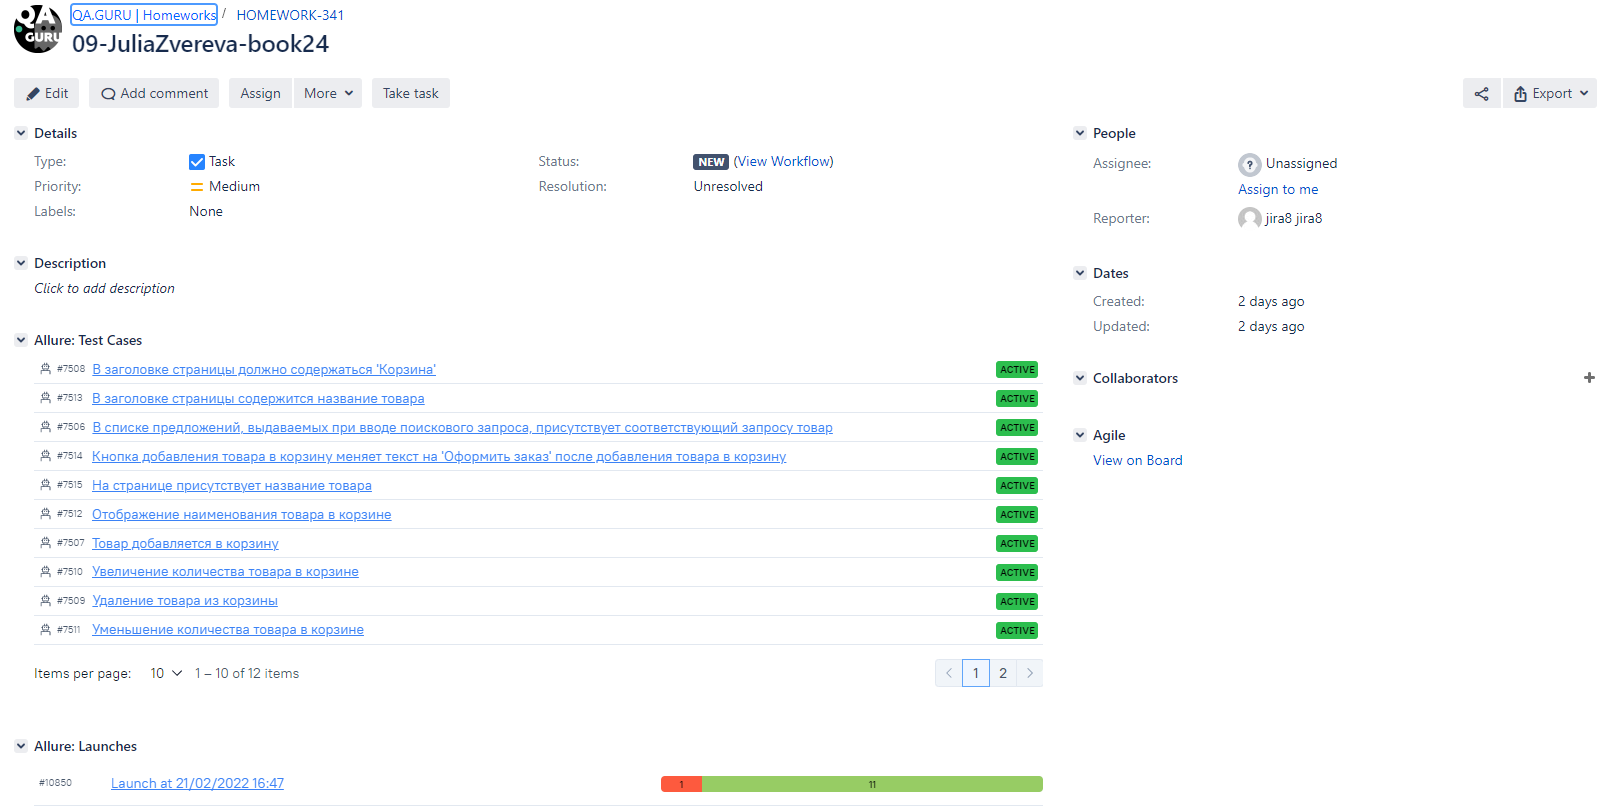 QA
GURU
QA.GURU | Homeworks / HOMEWORK-341
09-JuliaZvereva-book24
Edit Add comment Assign More Take task Export
Details
Type: Task Status: NEW (View Workflow)
Priority: Medium Resolution: Unresolved
Labels: None
Description
Click to add description
Allure: Test Cases
#7508 В заголовке страницы должно содержаться 'Корзина' ACTIVE
#7513 В заголовке страницы содержится название товара ACTIVE
#7506 В списке предложений, выдаваемых при вводе поискового запроса, присутствует соответствующий запросу товар ACTIVE
#7514 Кнопка добавления товара в корзину меняет текст на 'Оформить заказ' после добавления товара в корзину ACTIVE
#7515 На странице присутствует название товара ACTIVE
#7512 Отображение наименования товара в корзине ACTIVE
#7507 Товар добавляется в корзину ACTIVE
#7510 Увеличение количества товара в корзине ACTIVE
#7509 Удаление товара из корзины ACTIVE
#7511 Уменьшение количества товара в корзине ACTIVE
Items per page: 10 1 – 10 of 12 items 1 2
Allure: Launches
#10850 Launch at 21/02/2022 16:47 1 11
People
Assignee: ? Unassigned
Assign to me
Reporter: jira8 jira8
Dates
Created: 2 days ago
Updated: 2 days ago
Collaborators
Agile
View on Board